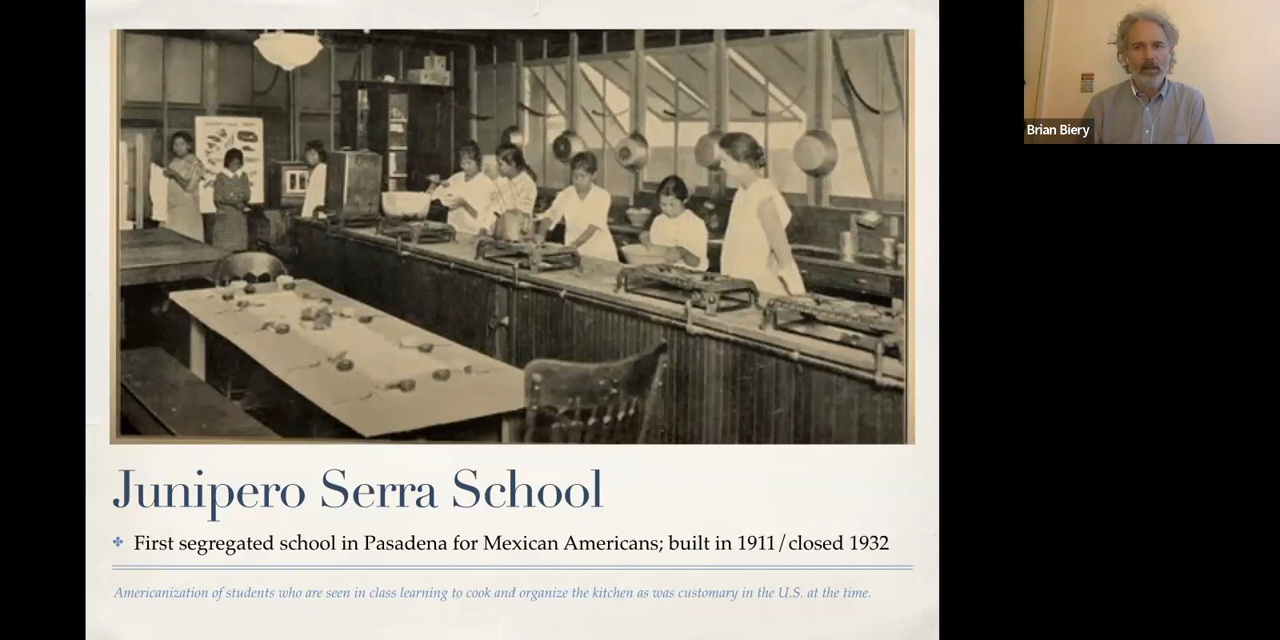 Brian Biery
Junipero Serra School
✤ First segregated school in Pasadena for Mexican Americans; built in 1911/closed 1932
Americanization of students who are seen in class learning to cook and organize the kitchen as was customary in the U.S. at the time.